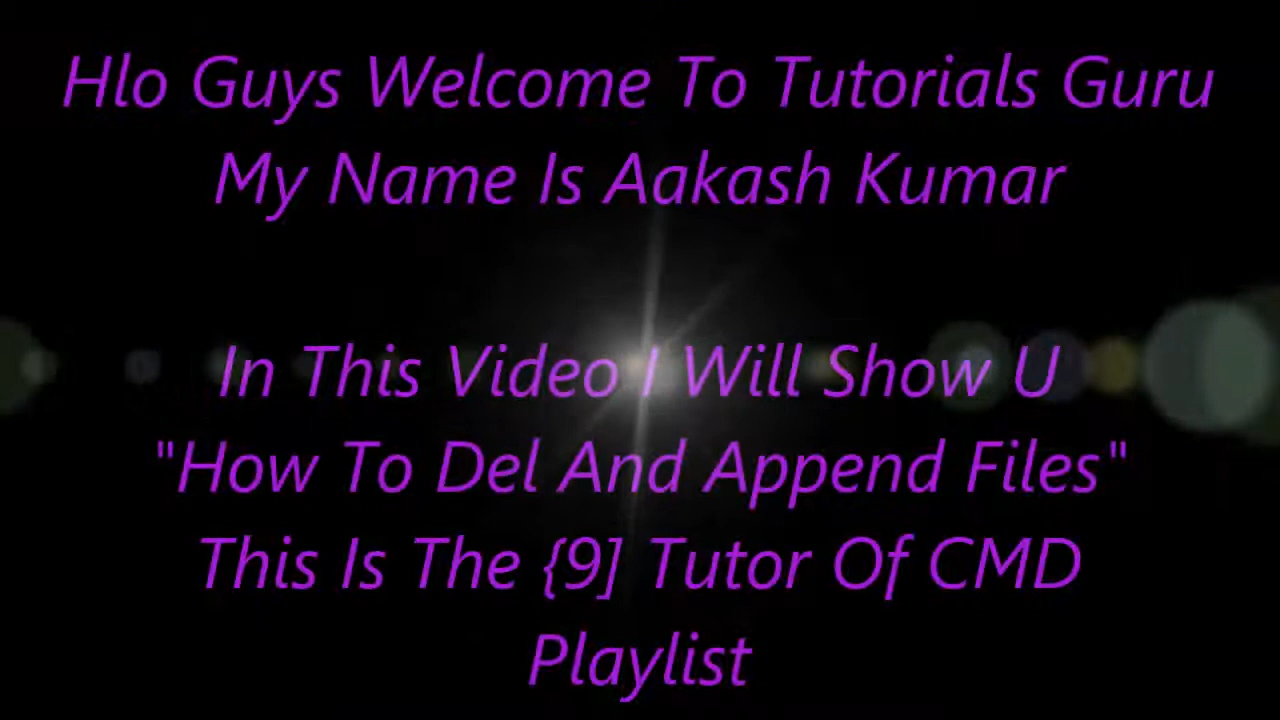 Hlo Guys Welcome To Tutorials Guru
My Name Is Aakash Kumar
In This Video I Will Show U
"How To Del And Append Files"
This Is The {9] Tutor Of CMD
Playlist